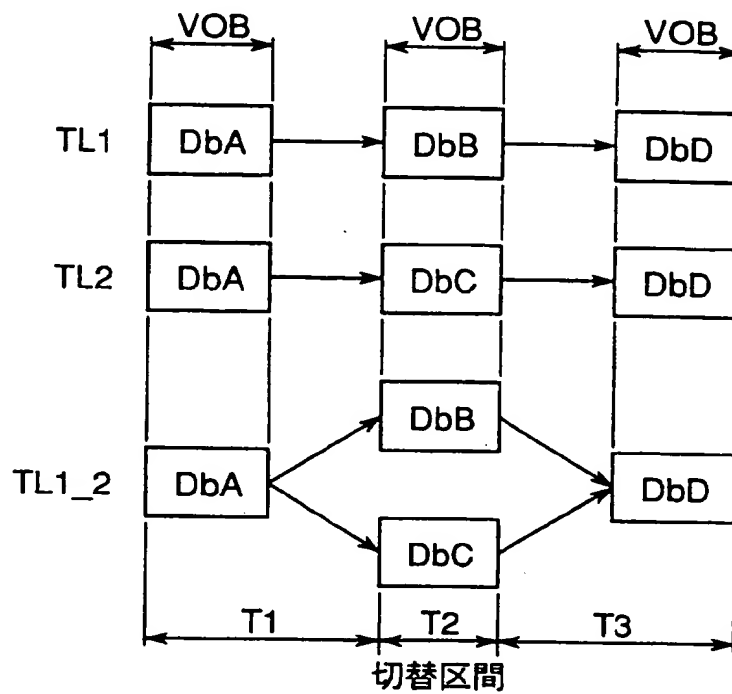 VOB VOB VOB
TL1 DbA DbB DbD
TL2 DbA DbC DbD
DbB
TL1_2 DbA DbD
DbC
T1 T2 T3
切替区間